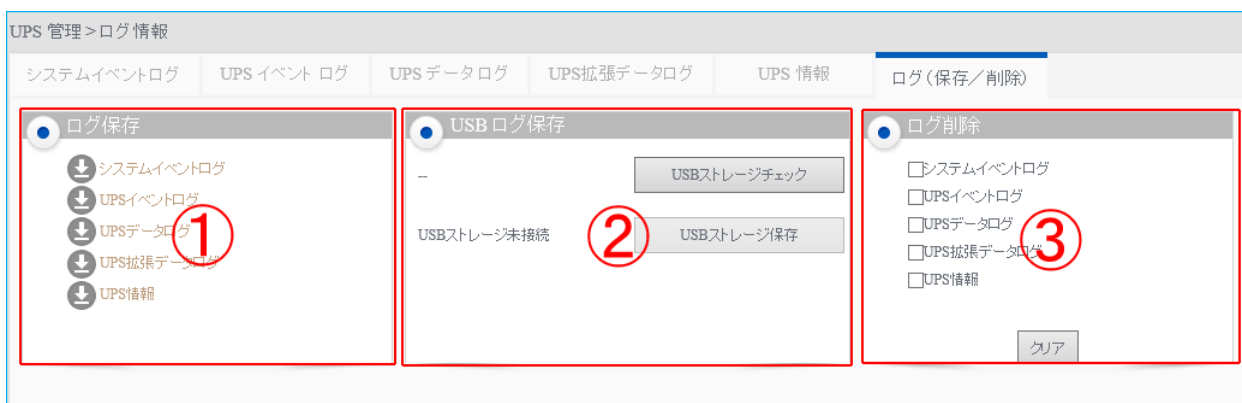 UPS 管理＞ログ情報
システムイベントログ UPS イベント ログ UPS データログ UPS拡張データログ UPS 情報 ログ(保存／削除)
ログ保存
システムイベントログ
UPSイベントログ
UPSデータログ
UPS拡張データログ
UPS情報
①
USB ログ保存
-- USBストレージチェック
USBストレージ未接続 USBストレージ保存
②
ログ削除
システムイベントログ
UPSイベントログ
UPSデータログ
UPS拡張データログ
UPS情報
③
クリア